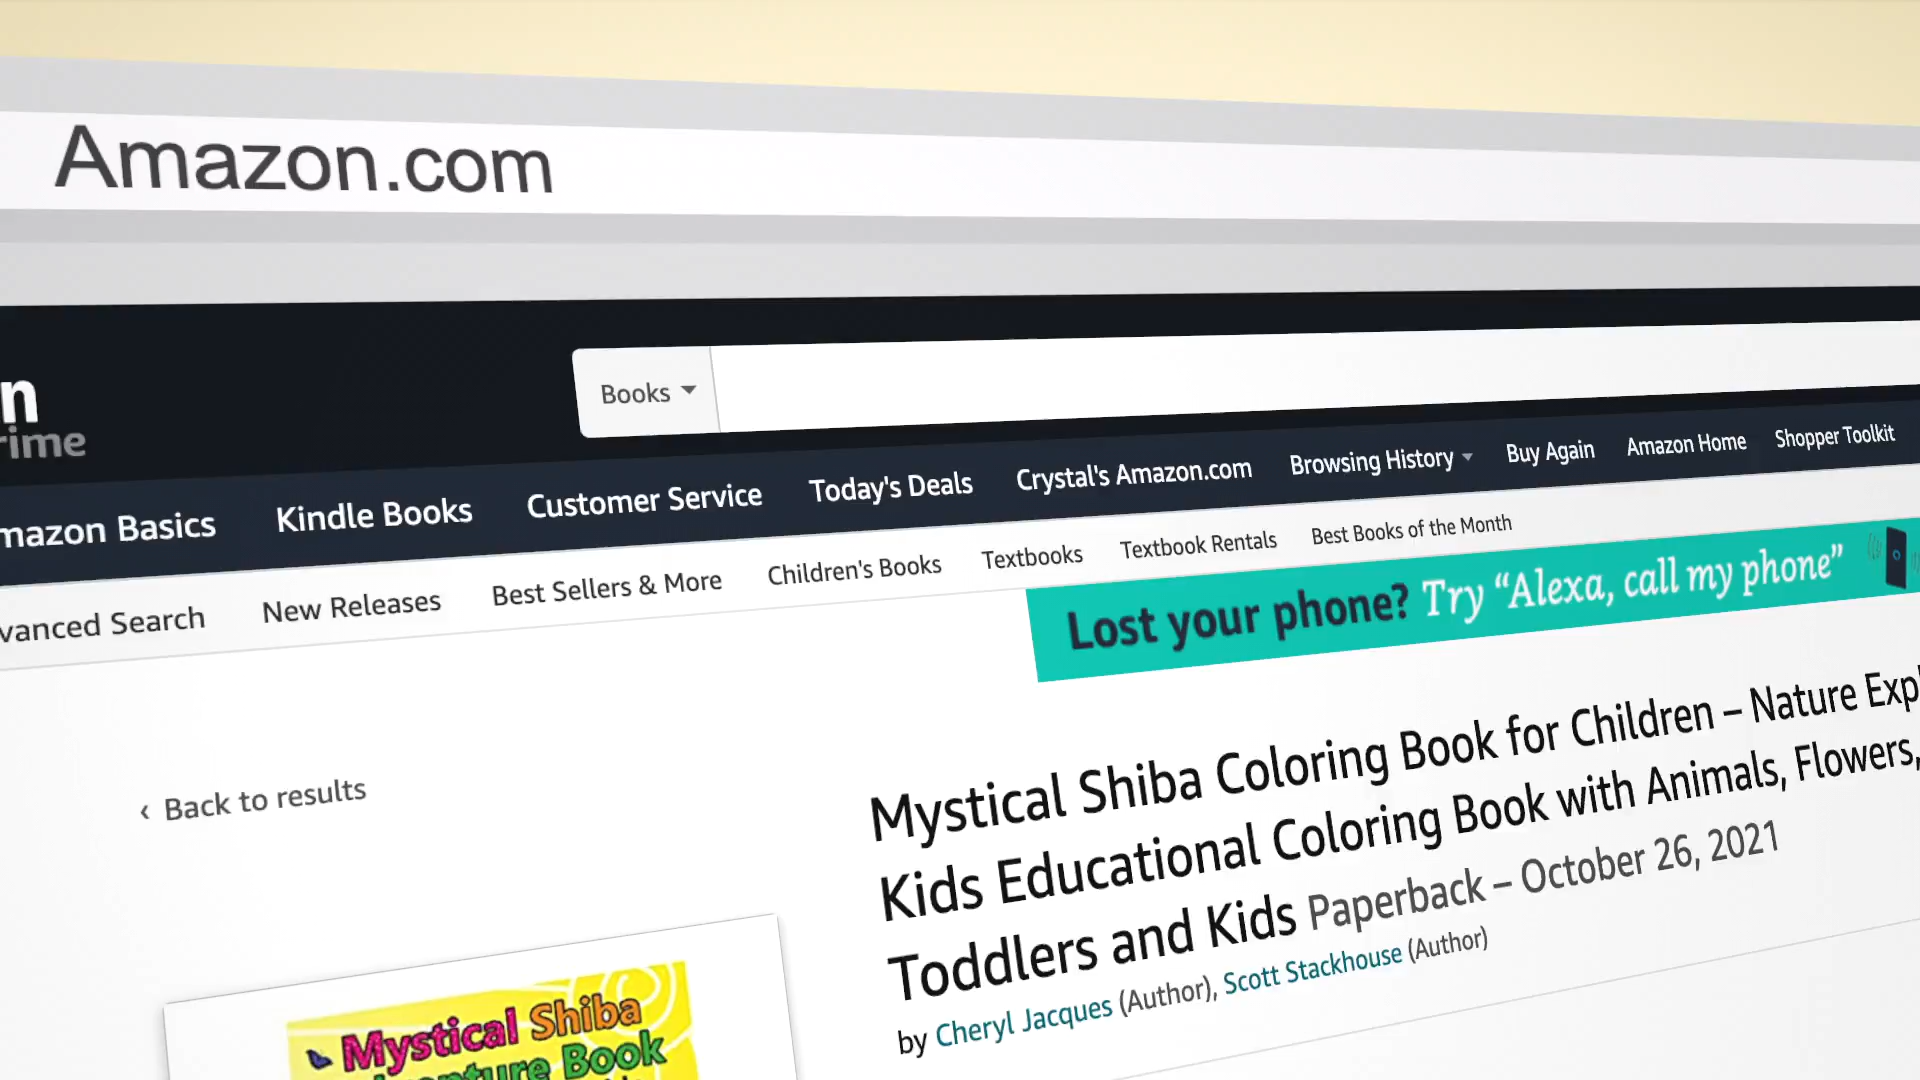 Amazon.com
Books
Basics Kindle Books Customer Service Today's Deals Crystal's Amazon.com Browsing History Buy Again Amazon Home Shopper Toolkit
Search New Releases Best Sellers & More Children's Books Textbooks Textbook Rentals Best Books of the Month
Lost your phone? Try “Alexa, call my phone”
‹ Back to results
Mystical Shiba Coloring Book for Children – Nature
Kids Educational Coloring Book with Animals, Flowers,
Toddlers and Kids Paperback – October 26, 2021
by Cheryl Jacques (Author), Scott Stackhouse (Author)
Mystical Shiba
Book